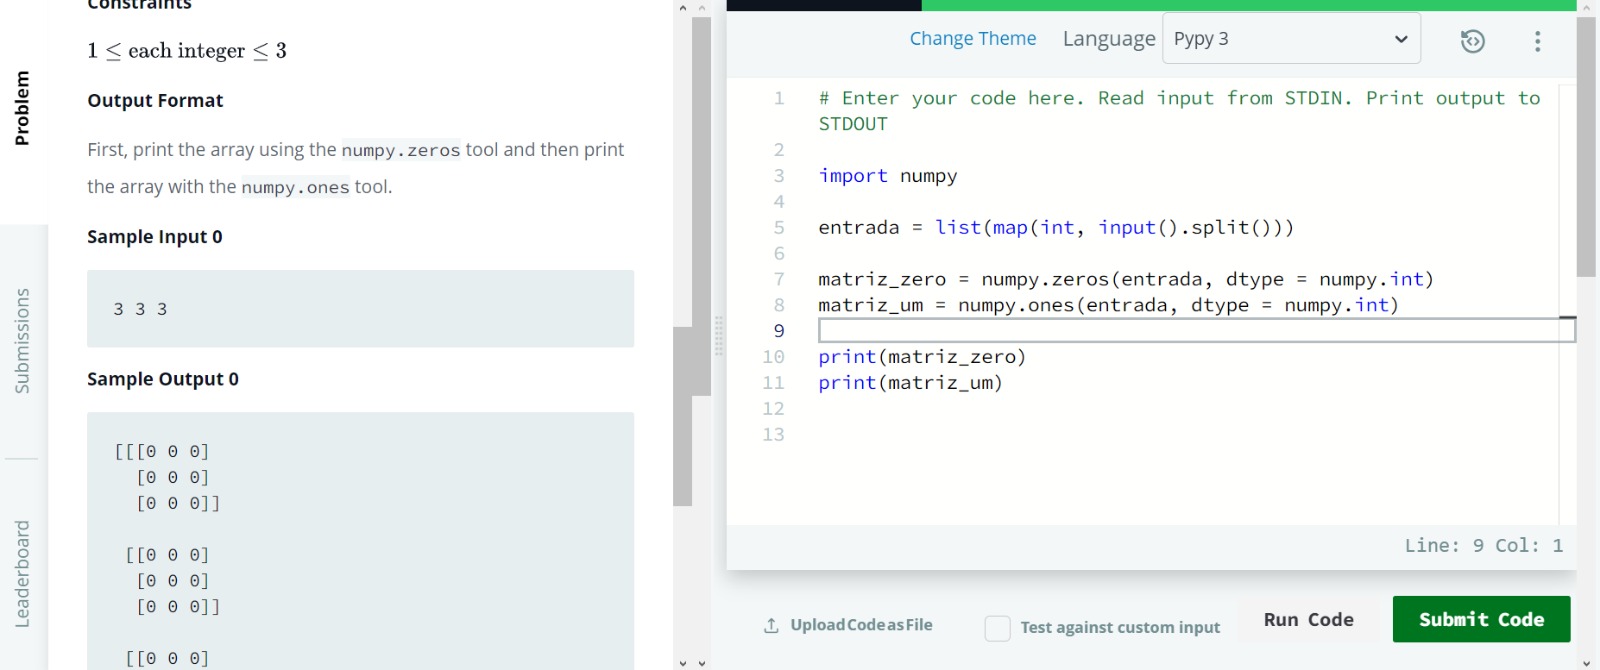 Constraints
1 ≤ each integer ≤ 3
Output Format
First, print the array using the numpy.zeros tool and then print
the array with the numpy.ones tool.
Sample Input 0
3 3 3
Sample Output 0
[[[0 0 0]
[0 0 0]
[0 0 0]]
[[0 0 0]
[0 0 0]
[0 0 0]]
[[0 0 0]
Problem
Submissions
Leaderboard
Change Theme Language Pypy 3
1 # Enter your code here. Read input from STDIN. Print output to
STDOUT
2
3 import numpy
4
5 entrada = list(map(int, input().split()))
6
7 matriz_zero = numpy.zeros(entrada, dtype = numpy.int)
8 matriz_um = numpy.ones(entrada, dtype = numpy.int)
9
10 print(matriz_zero)
11 print(matriz_um)
12
13
Line: 9 Col: 1
Upload Code as File Test against custom input Run Code Submit Code